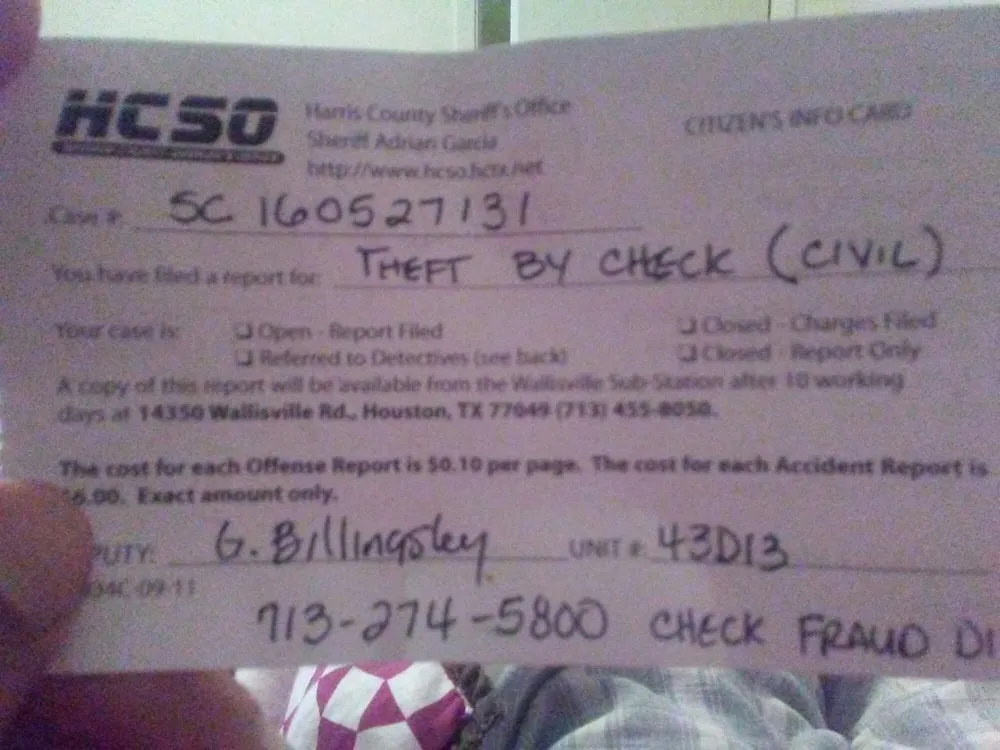 HCSO
Harris County Sheriff's Office
Sheriff Adrian Garcia
http://www.hcso.hctx.net
CITIZEN'S INFO CARD
Case #: SC 160527131
You have filed a report for: THEFT BY CHECK (CIVIL)
Your case is: ❑ Open - Report Filed ❑ Closed - Charges Filed
❑ Referred to Detectives (see back) ❑ Closed - Report Only
A copy of this report will be available from the Wallisville Sub-Station after 10 working
days at 14350 Wallisville Rd., Houston, TX 77049 (713) 455-8050.
The cost for each Offense Report is $0.10 per page. The cost for each Accident Report is
6.00. Exact amount only.
PUTY: G. Billingsley UNIT #: 43D13
04C-09-11
713-274-5800 CHECK FRAUD DI